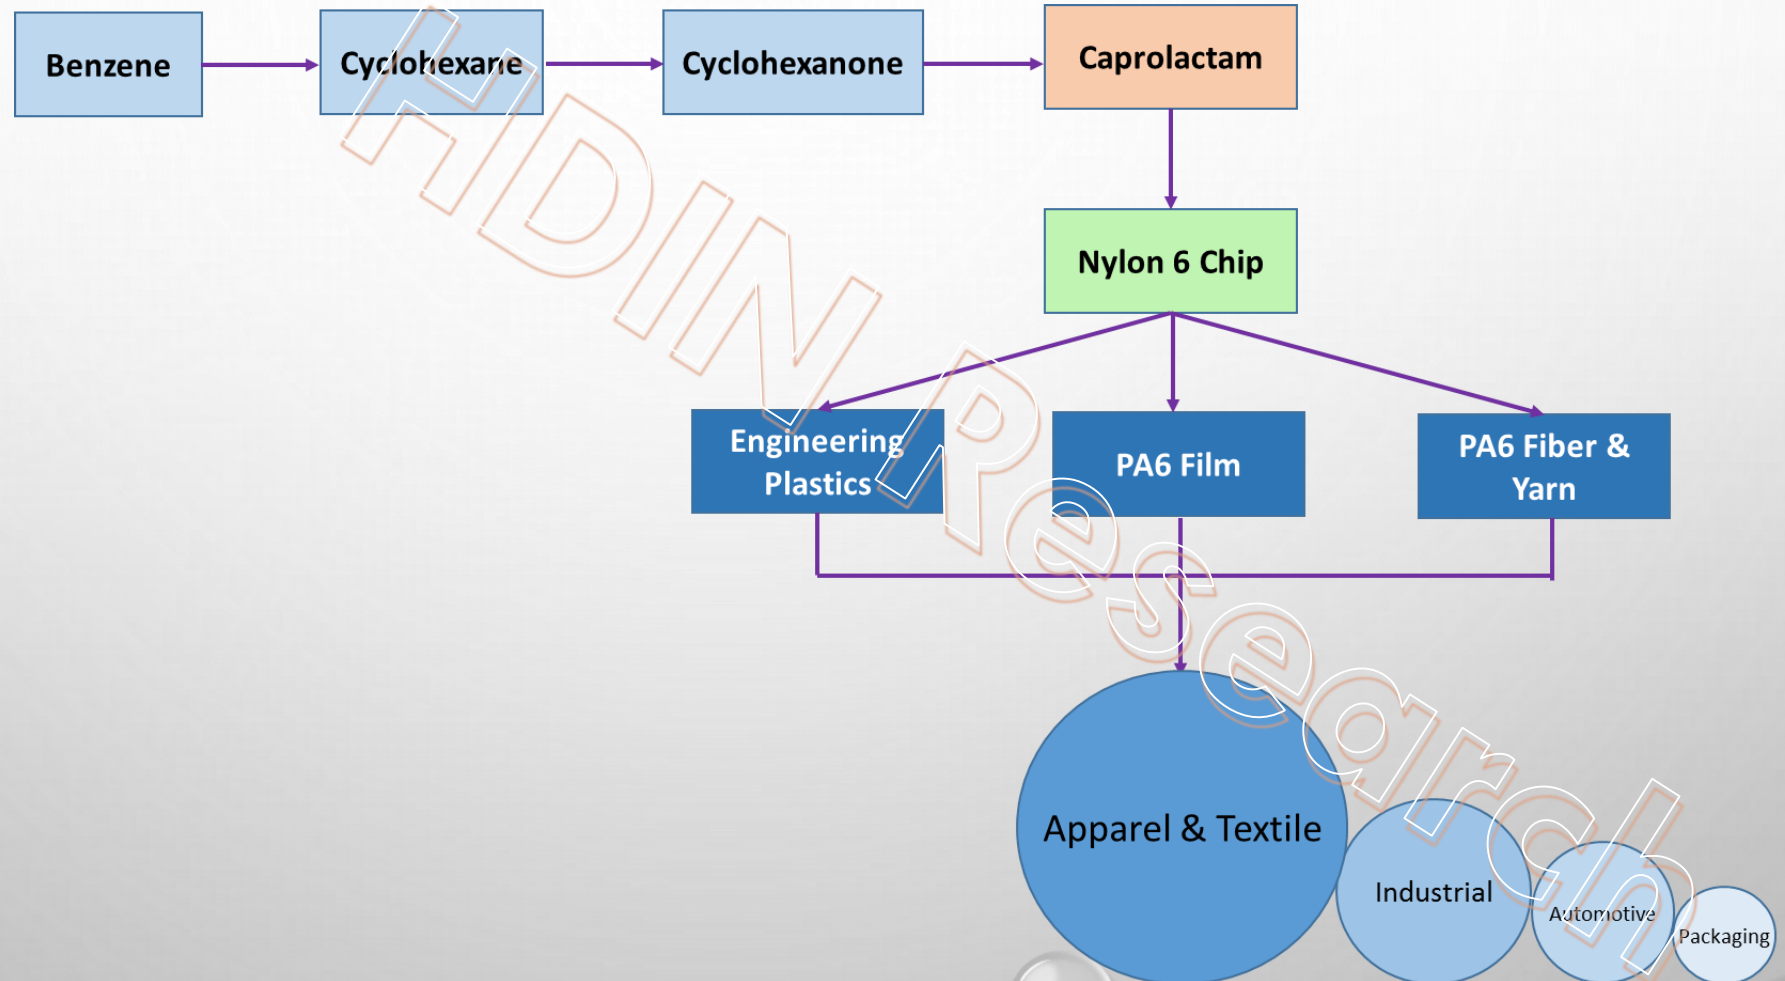 Benzene
Cyclohexane
Cyclohexanone
Caprolactam
Nylon 6 Chip
Engineering
Plastics
PA6 Film
PA6 Fiber &
Yarn
Apparel & Textile
Industrial
Automotive
Packaging
HDIN Research